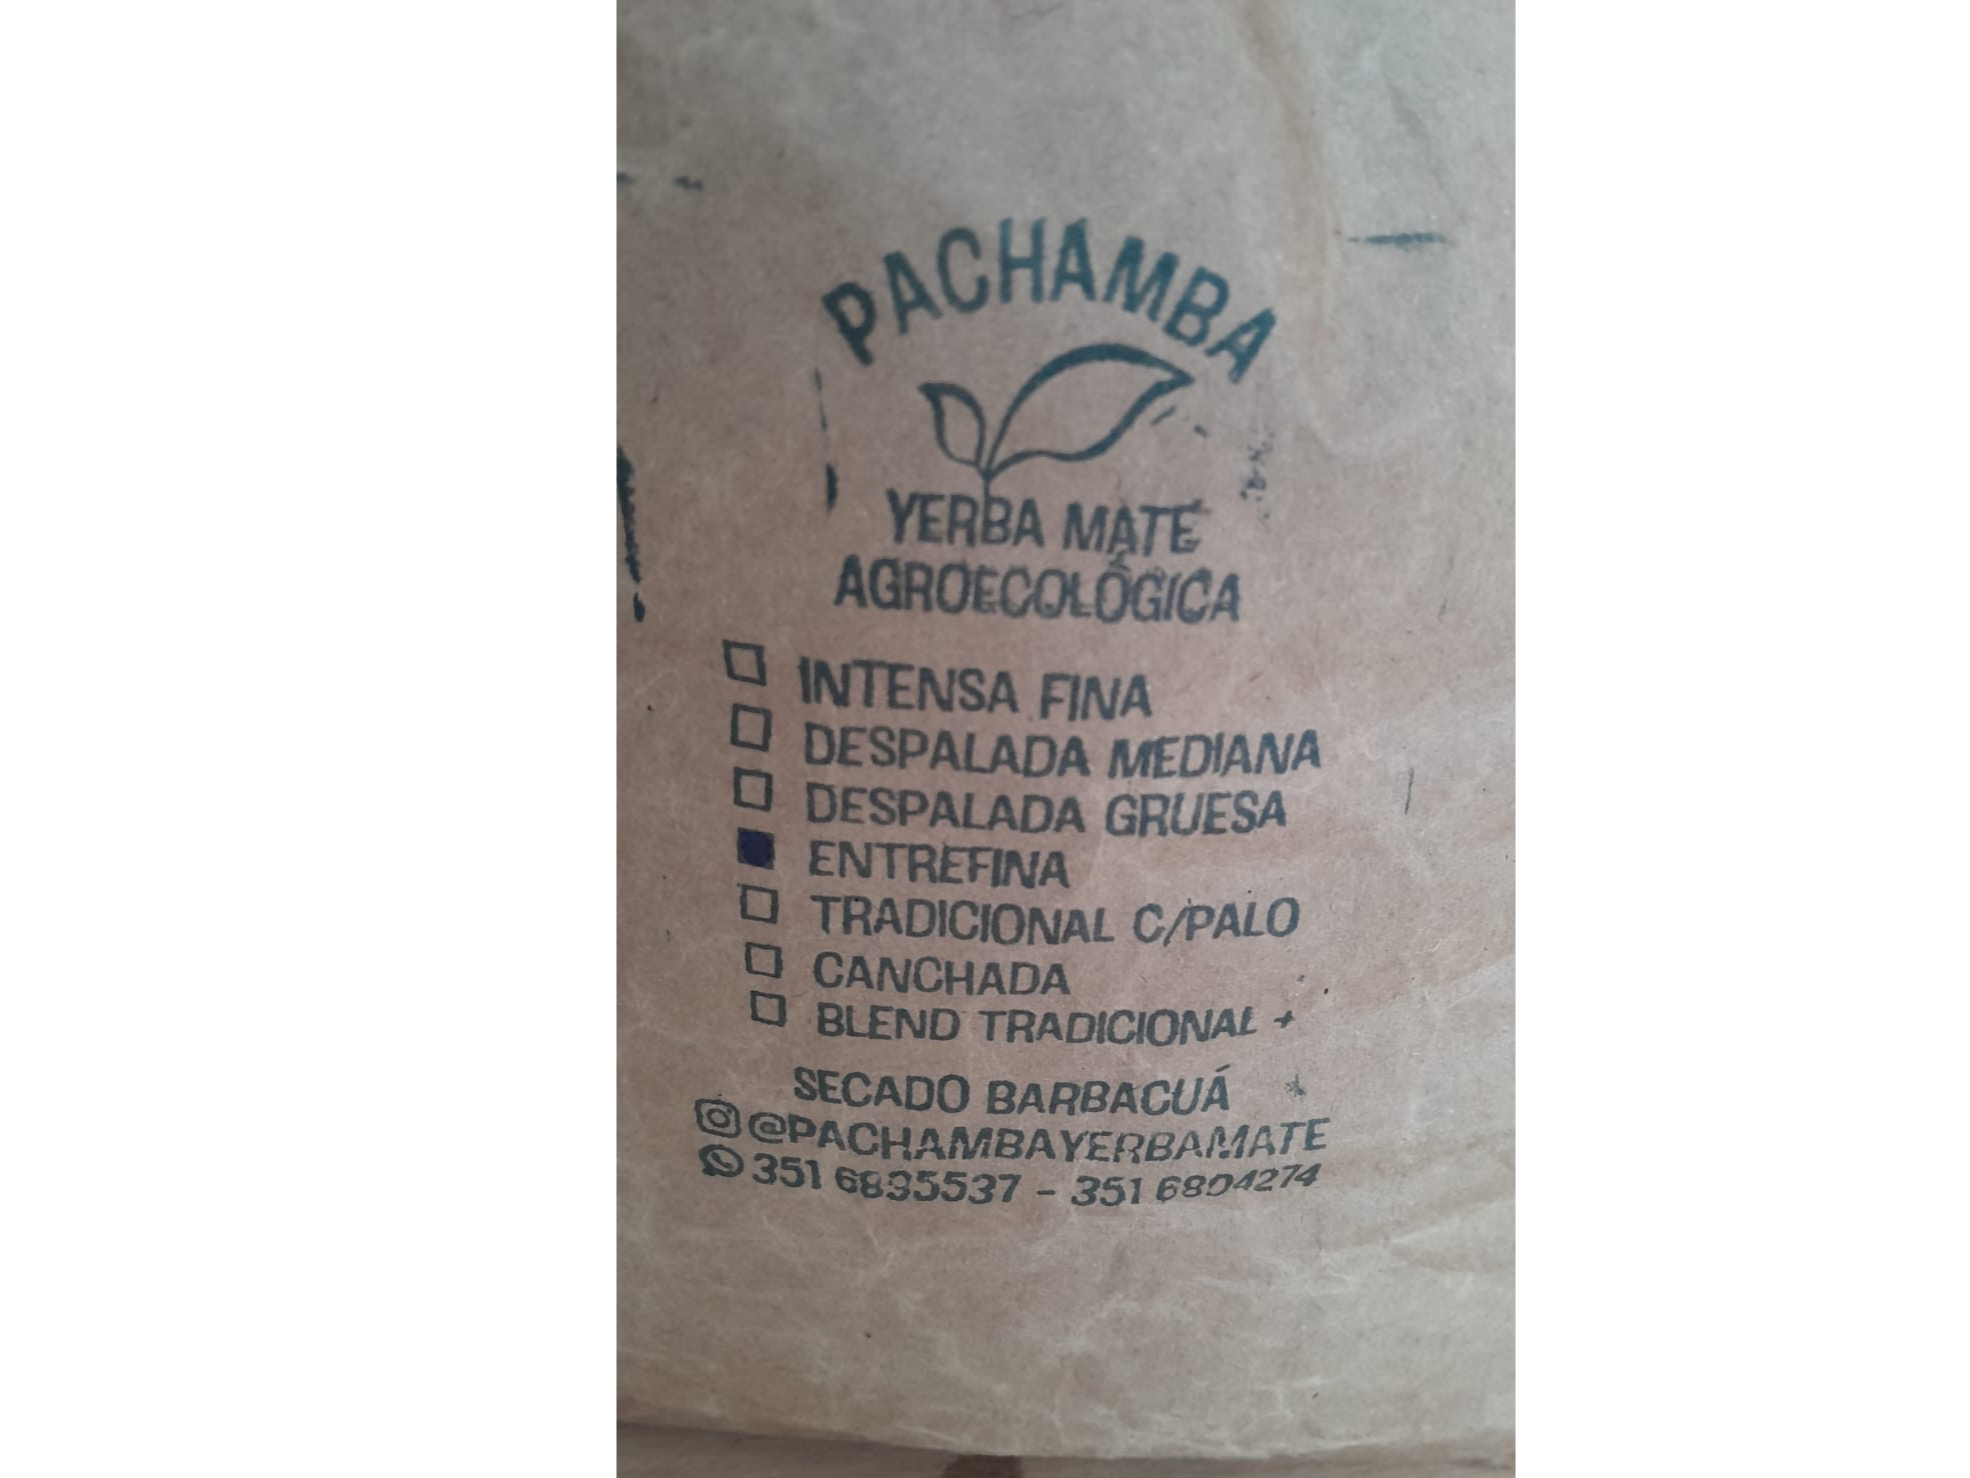 PACHAMBA
YERBA MATE
AGROECOLÓGICA
INTENSA FINA
DESPALADA MEDIANA
DESPALADA GRUESA
ENTREFINA
TRADICIONAL C/PALO
CANCHADA
BLEND TRADICIONAL +
SECADO BARBACUÁ
@PACHAMBAYERBAMATE
351 6835537 - 351 6804274